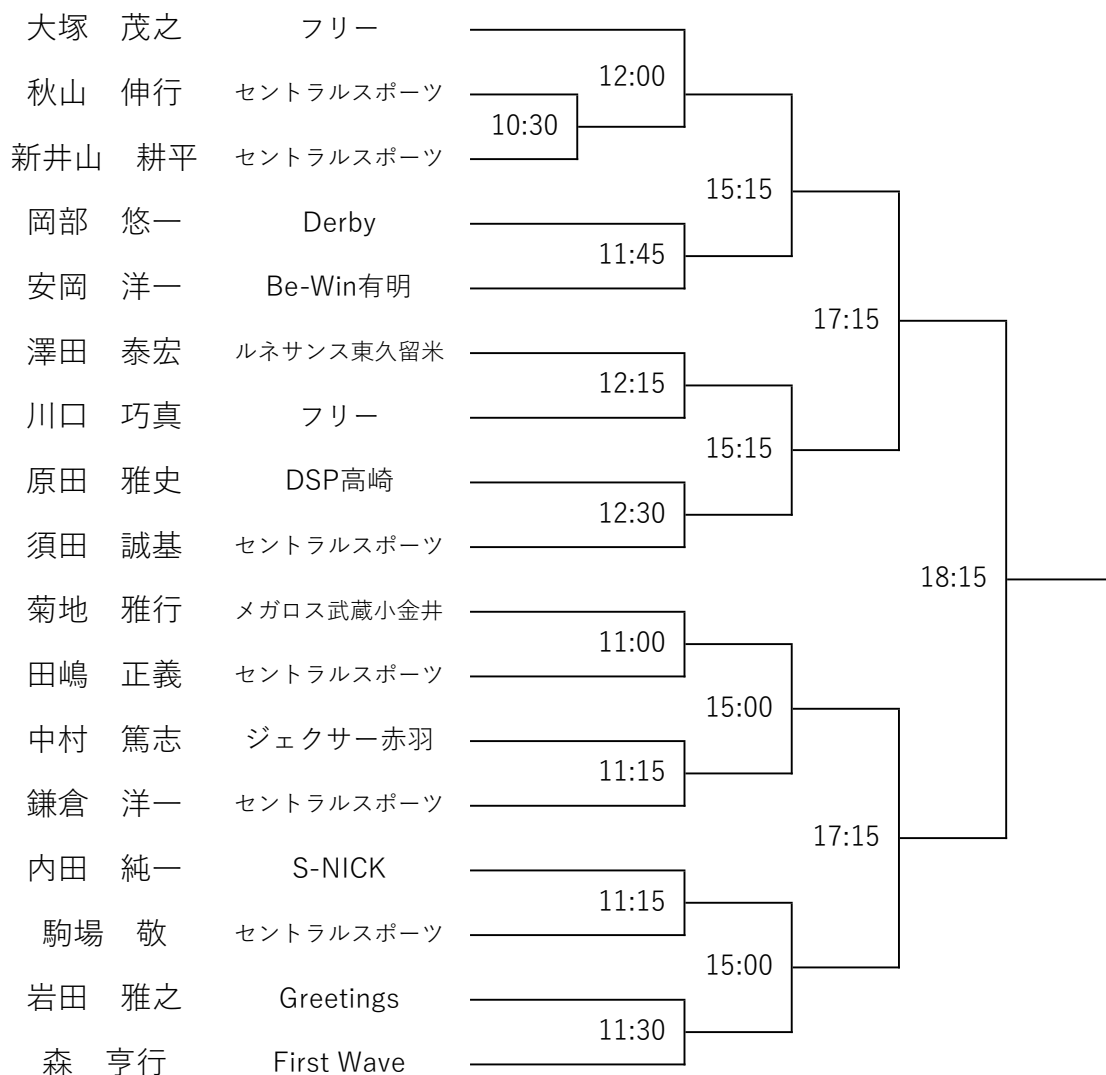 大塚　茂之　フリー
12:00
秋山　伸行　セントラルスポーツ
10:30
新井山　耕平　セントラルスポーツ
15:15
岡部　悠一　Derby
11:45
安岡　洋一　Be-Win有明
17:15
澤田　泰宏　ルネサンス東久留米
12:15
川口　巧真　フリー
15:15
原田　雅史　DSP高崎
12:30
須田　誠基　セントラルスポーツ
18:15
菊地　雅行　メガロス武蔵小金井
11:00
田嶋　正義　セントラルスポーツ
15:00
中村　篤志　ジェクサー赤羽
11:15
鎌倉　洋一　セントラルスポーツ
17:15
内田　純一　S-NICK
11:15
駒場　敬　セントラルスポーツ
15:00
岩田　雅之　Greetings
11:30
森　亨行　First Wave